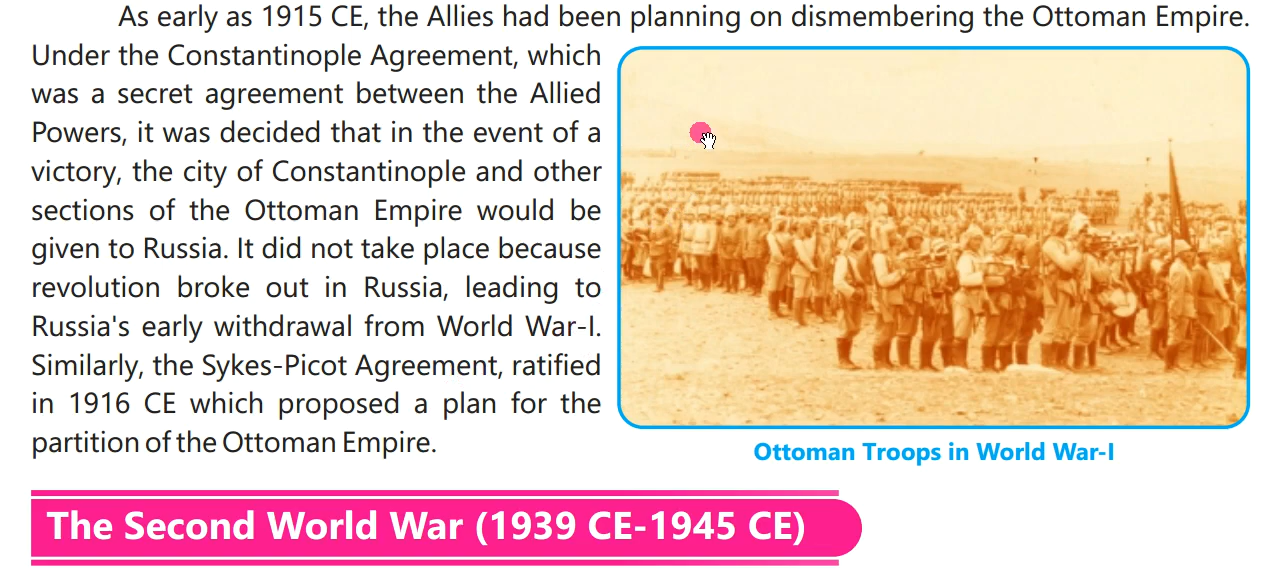 As early as 1915 CE, the Allies had been planning on dismembering the Ottoman Empire.
Under the Constantinople Agreement, which
was a secret agreement between the Allied
Powers, it was decided that in the event of a
victory, the city of Constantinople and other
sections of the Ottoman Empire would be
given to Russia. It did not take place because
revolution broke out in Russia, leading to
Russia's early withdrawal from World War-I.
Similarly, the Sykes-Picot Agreement, ratified
in 1916 CE which proposed a plan for the
partition of the Ottoman Empire.
Ottoman Troops in World War-I
The Second World War (1939 CE-1945 CE)